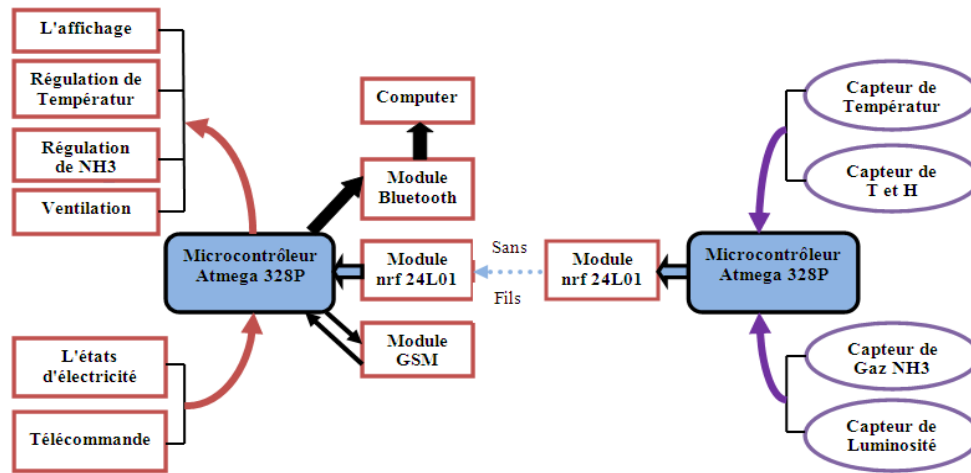 L'affichage
Régulation de
Températur
Régulation
de NH3
Ventilation
Computer
Module
Bluetooth
Microcontrôleur
Atmega 328P
Module
nrf 24L01
Sans
Fils
Module
nrf 24L01
Microcontrôleur
Atmega 328P
Module
GSM
L'états
d'électricité
Télécommande
Capteur de
Températur
Capteur de
T et H
Capteur de
Gaz NH3
Capteur de
Luminosité